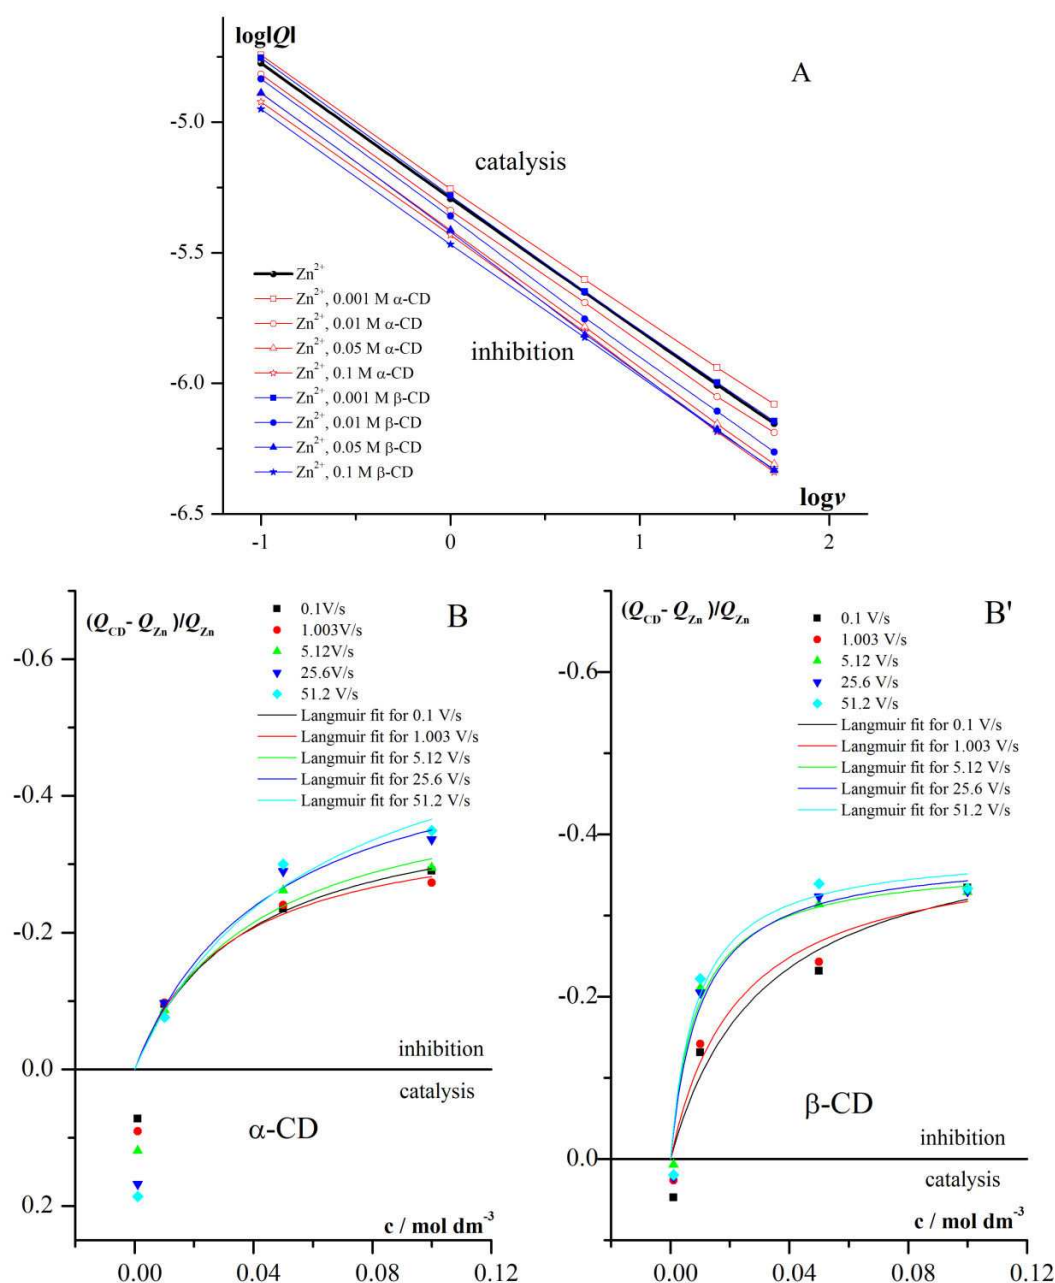 log|Q|
A
-5.0
catalysis
-5.5
Zn²⁺
Zn²⁺, 0.001 M α-CD
Zn²⁺, 0.01 M α-CD
Zn²⁺, 0.05 M α-CD
Zn²⁺, 0.1 M α-CD
Zn²⁺, 0.001 M β-CD
Zn²⁺, 0.01 M β-CD
Zn²⁺, 0.05 M β-CD
Zn²⁺, 0.1 M β-CD
inhibition
-6.0
logv
-6.5
-1 0 1 2
(Q_CD - Q_Zn)/Q_Zn
B
0.1V/s
1.003V/s
5.12V/s
25.6V/s
51.2 V/s
Langmuir fit for 0.1 V/s
Langmuir fit for 1.003 V/s
Langmuir fit for 5.12 V/s
Langmuir fit for 25.6 V/s
Langmuir fit for 51.2 V/s
-0.6
-0.4
-0.2
0.0
0.2
inhibition
catalysis
α-CD
c / mol dm⁻³
0.00 0.04 0.08 0.12
(Q_CD - Q_Zn)/Q_Zn
B'
0.1 V/s
1.003 V/s
5.12 V/s
25.6 V/s
51.2 V/s
Langmuir fit for 0.1 V/s
Langmuir fit for 1.003 V/s
Langmuir fit for 5.12 V/s
Langmuir fit for 25.6 V/s
Langmuir fit for 51.2 V/s
-0.6
-0.4
-0.2
0.0
β-CD
inhibition
catalysis
c / mol dm⁻³
0.00 0.04 0.08 0.12